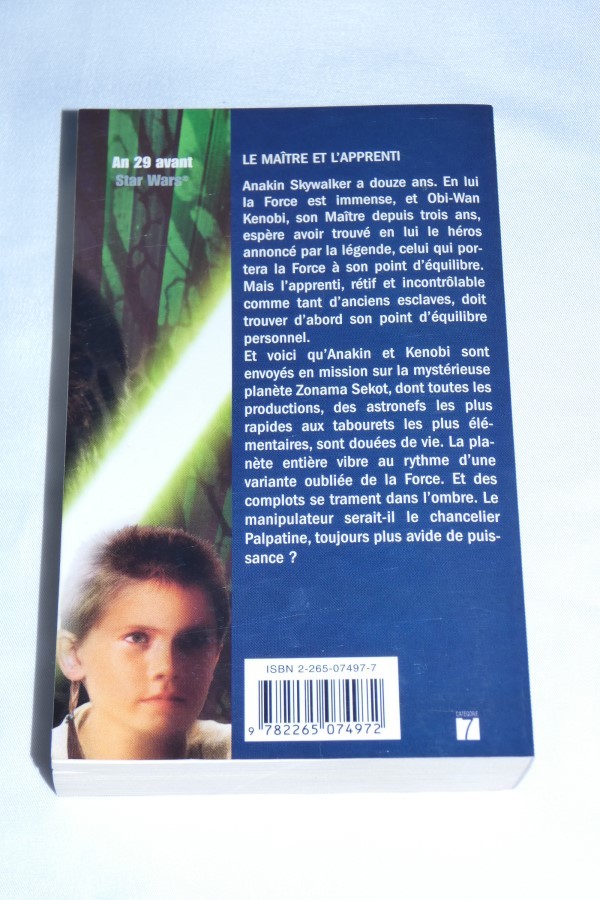 An 29 avant
Star Wars®
LE MAÎTRE ET L'APPRENTI
Anakin Skywalker a douze ans. En lui
la Force est immense, et Obi-Wan
Kenobi, son Maître depuis trois ans,
espère avoir trouvé en lui le héros
annoncé par la légende, celui qui por-
tera la Force à son point d'équilibre.
Mais l'apprenti, rétif et incontrôlable
comme tant d'anciens esclaves, doit
trouver d'abord son point d'équilibre
personnel.
Et voici qu'Anakin et Kenobi sont
envoyés en mission sur la mystérieuse
planète Zonama Sekot, dont toutes les
productions, des astronefs les plus
rapides aux tabourets les plus élé-
mentaires, sont douées de vie. La pla-
nète entière vibre au rythme d'une
variante oubliée de la Force. Et des
complots se trament dans l'ombre. Le
manipulateur serait-il le chancelier
Palpatine, toujours plus avide de puis-
sance ?
ISBN 2-265-07497-7
9 782265 074972
CATÉGORIE
7